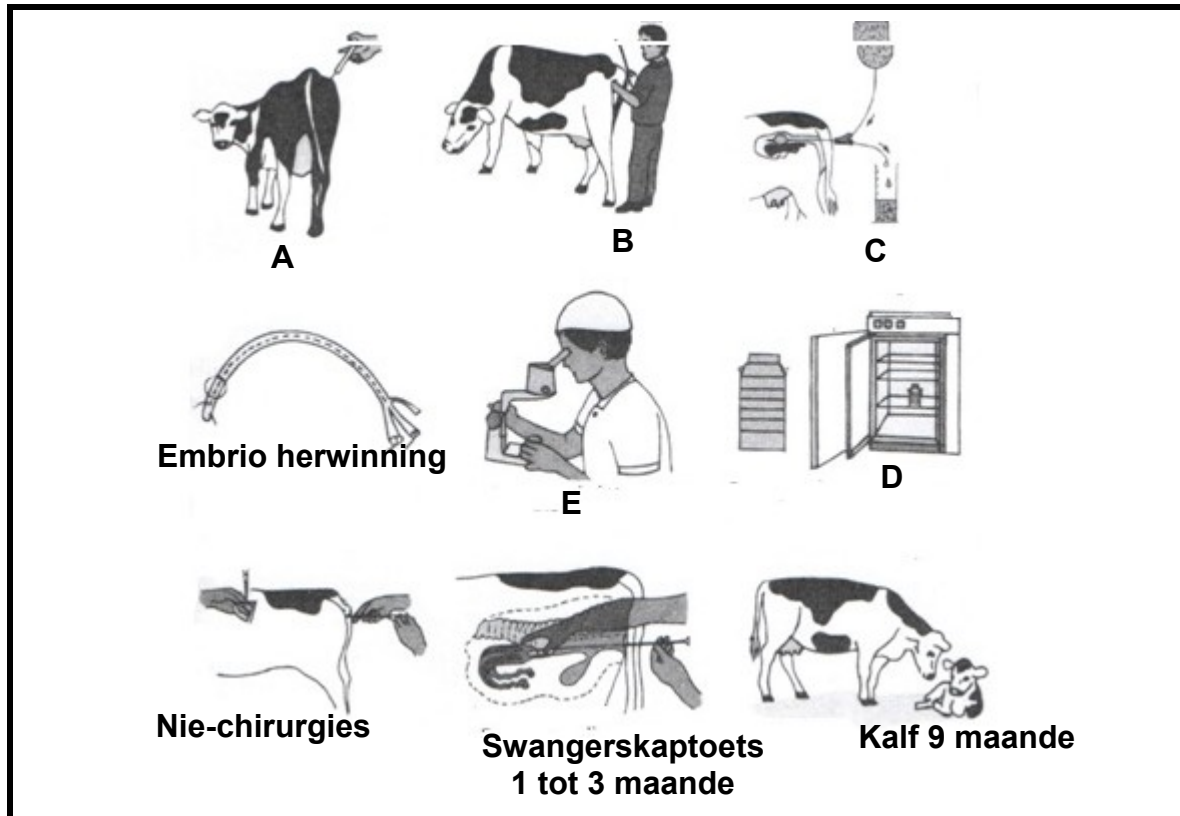 A
B
C
Embrio herwinning
E
D
Nie-chirurgies
Swangerskaptoets
1 tot 3 maande
Kalf 9 maande